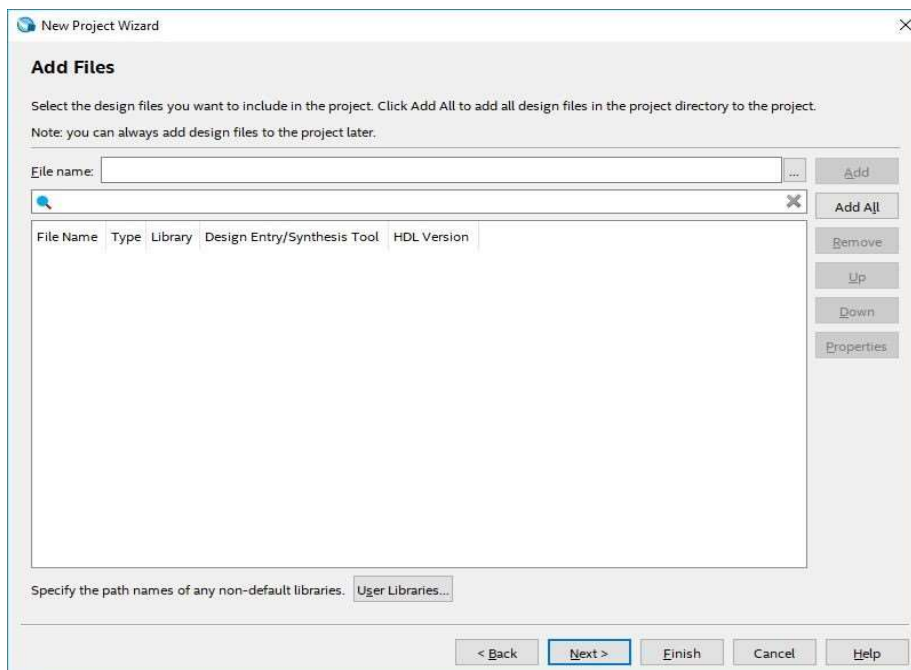 New Project Wizard
Add Files
Select the design files you want to include in the project. Click Add All to add all design files in the project directory to the project.
Note: you can always add design files to the project later.
File name: ... Add
Add All
File Name Type Library Design Entry/Synthesis Tool HDL Version
Remove
Up
Down
Properties
Specify the path names of any non-default libraries. User Libraries...
< Back Next > Finish Cancel Help